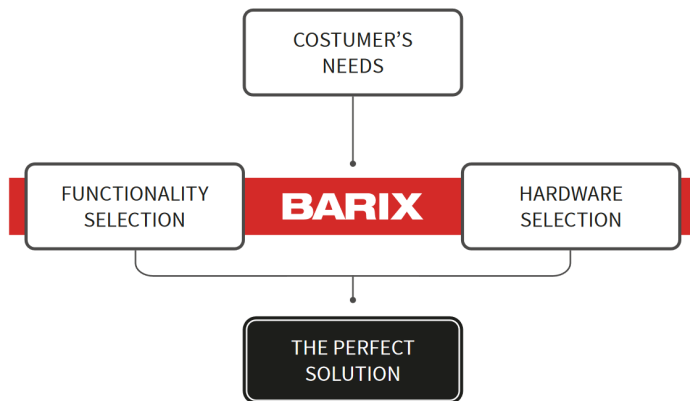 COSTUMER'S
NEEDS
FUNCTIONALITY
SELECTION
BARIX
HARDWARE
SELECTION
THE PERFECT
SOLUTION